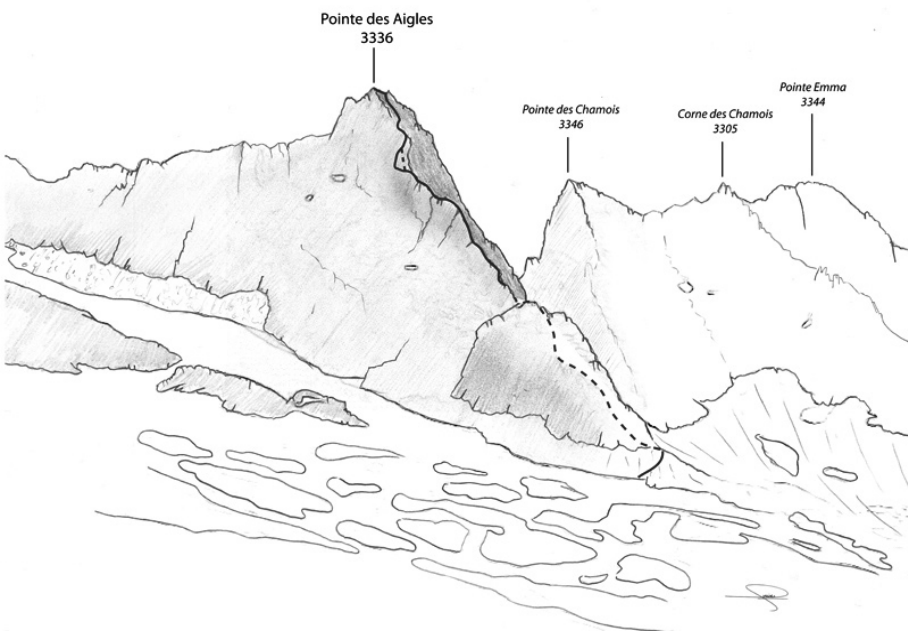 Pointe des Aigles
3336
Pointe des Chamois
3346
Corne des Chamois
3305
Pointe Emma
3344